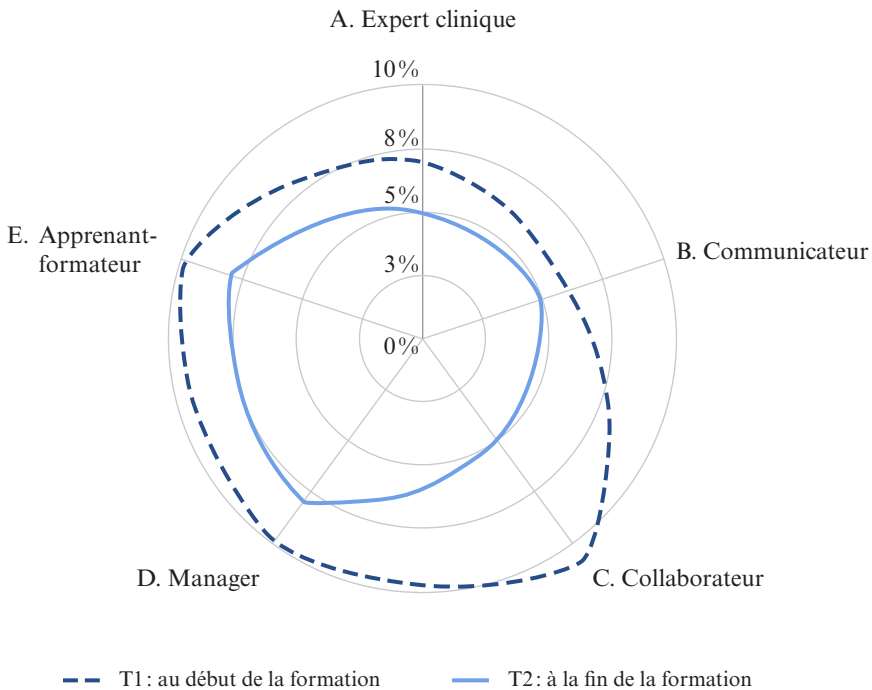 A. Expert clinique
10%
8%
5%
3%
0%
B. Communicateur
C. Collaborateur
D. Manager
E. Apprenant-
formateur
T1: au début de la formation
T2: à la fin de la formation